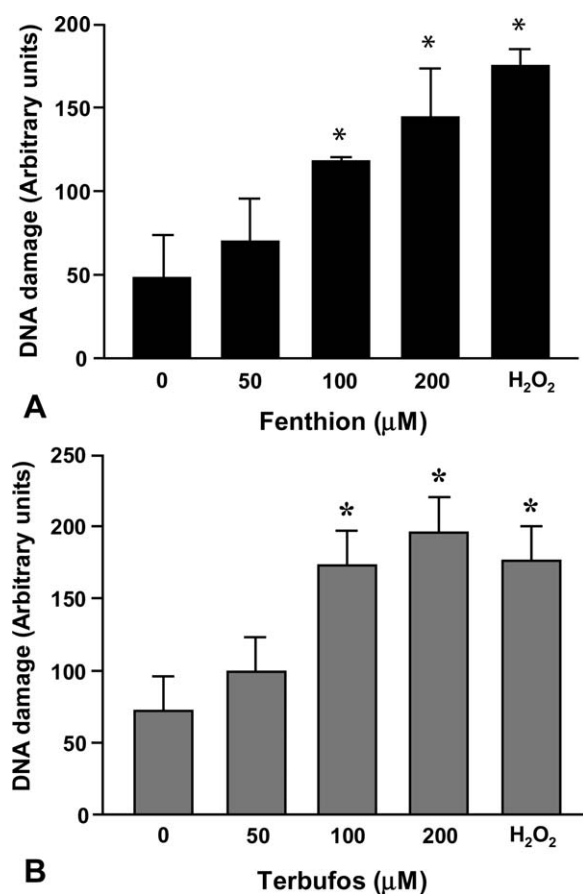 200
150
100
50
0
DNA damage (Arbitrary units)
* * * *
0 50 100 200 H₂O₂
Fenthion (μM)
A
250
200
150
100
50
0
DNA damage (Arbitrary units)
* * *
0 50 100 200 H₂O₂
Terbufos (μM)
B